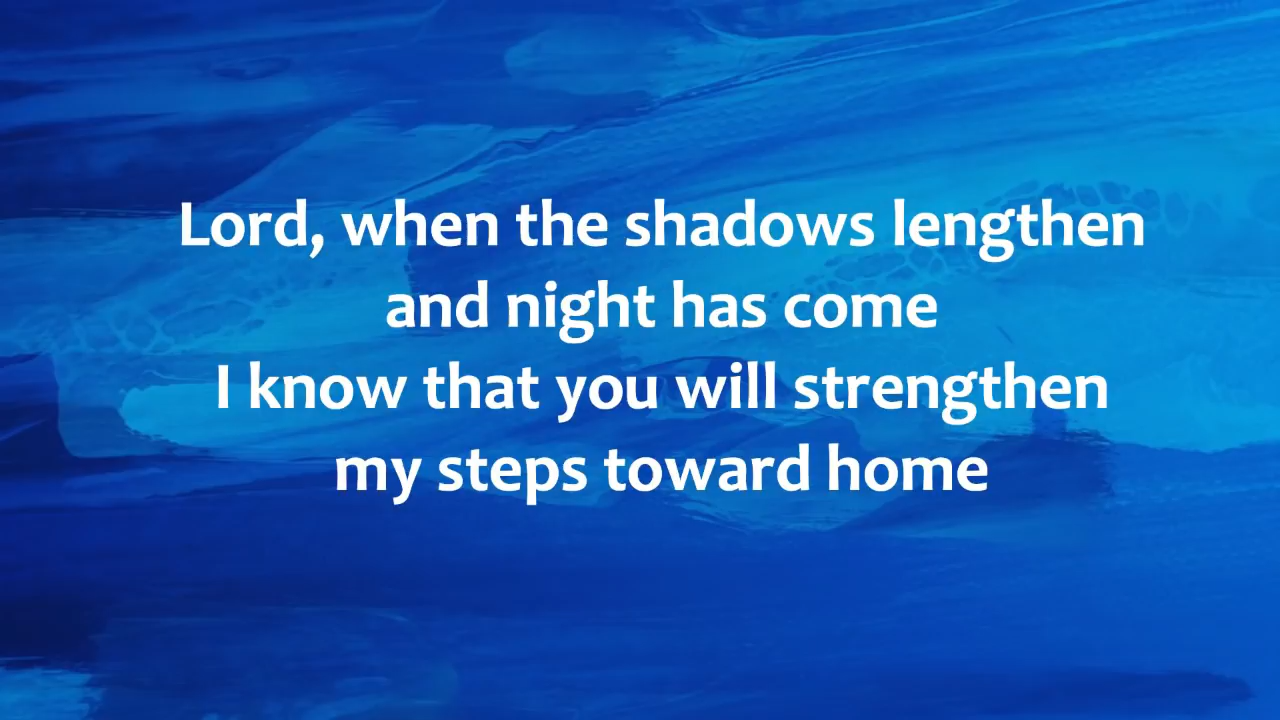 Lord, when the shadows lengthen
and night has come
I know that you will strengthen
my steps toward home